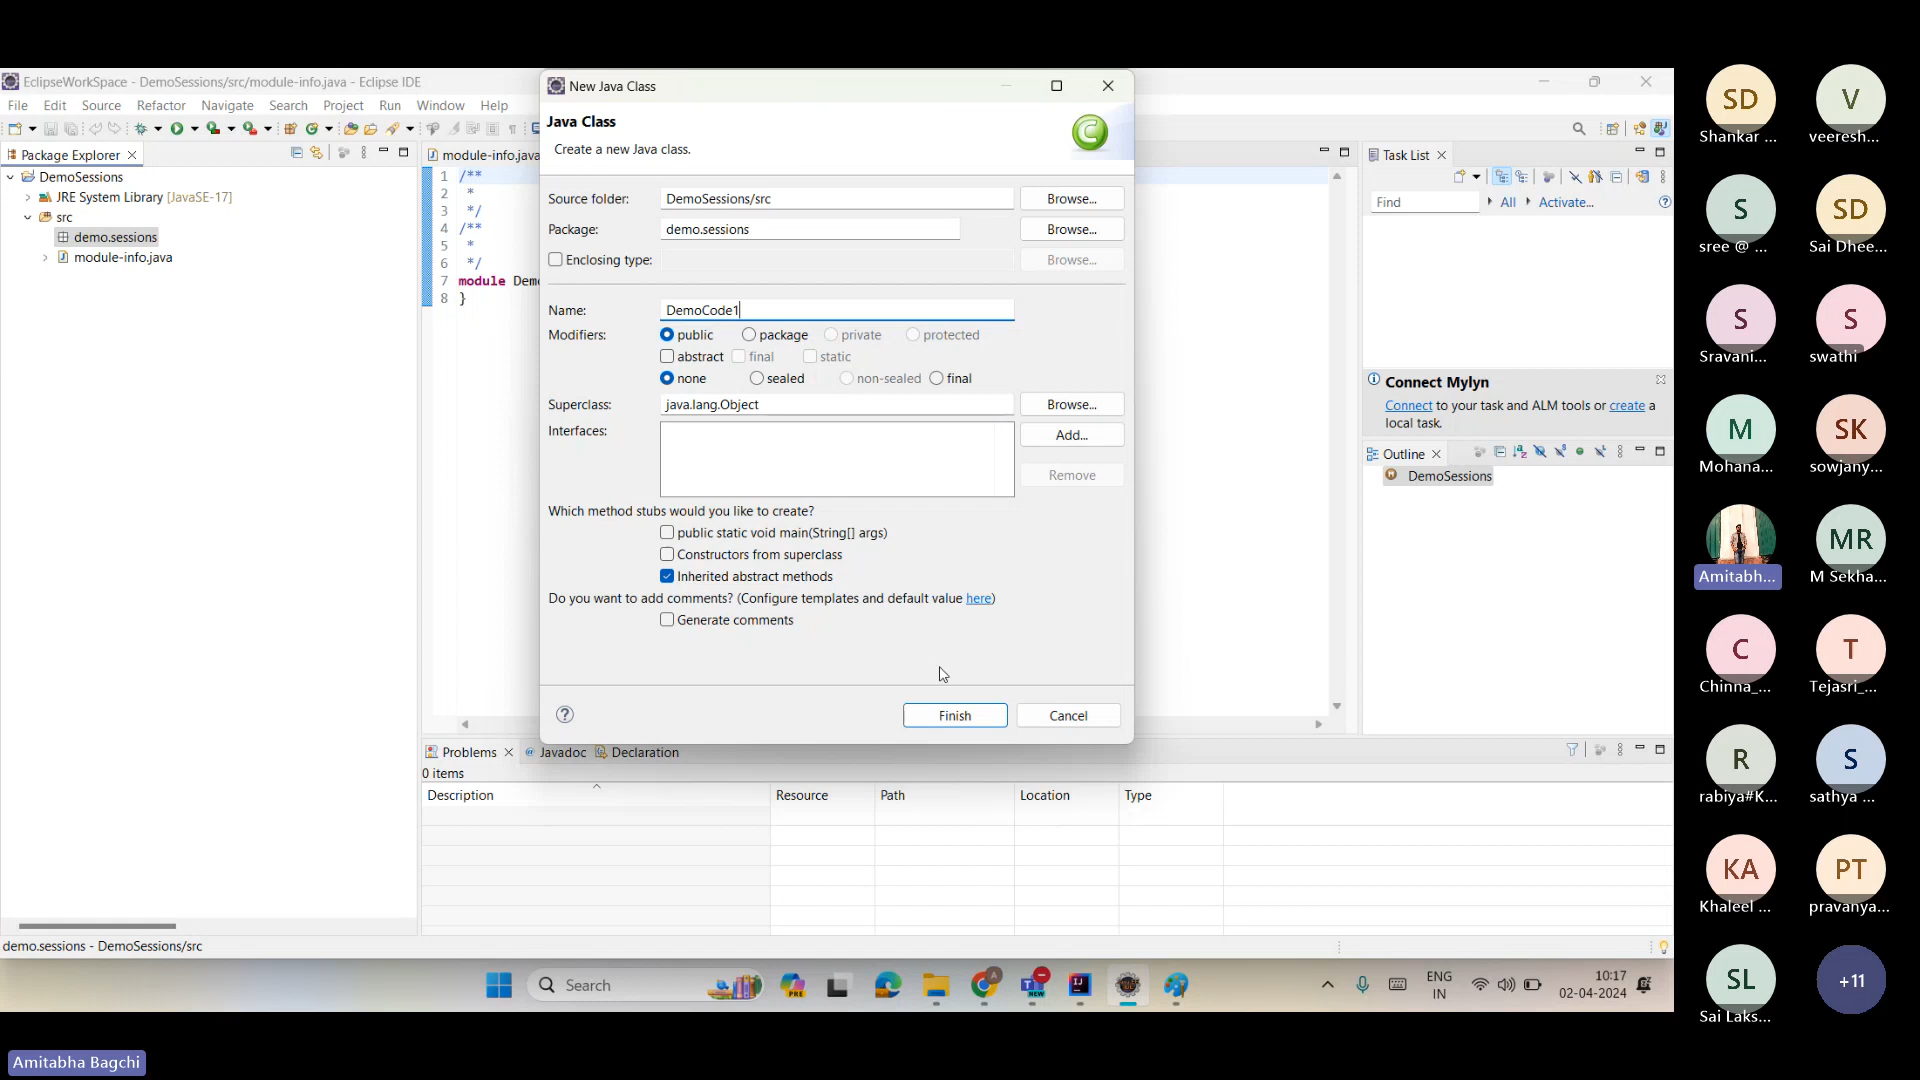 EclipseWorkSpace - DemoSessions/src/module-info.java - Eclipse IDE
File Edit Source Refactor Navigate Search Project Run Window Help
Package Explorer
DemoSessions
JRE System Library [JavaSE-17]
src
demo.sessions
module-info.java
module-info.java
1 /**
2 *
3 */
4 /**
5 *
6 */
7 module Demo
8 }
New Java Class
Java Class
Create a new Java class.
Source folder: DemoSessions/src Browse...
Package: demo.sessions Browse...
Enclosing type: Browse...
Name: DemoCode1
Modifiers: public package private protected
abstract final static
none sealed non-sealed final
Superclass: java.lang.Object Browse...
Interfaces: Add...
Remove
Which method stubs would you like to create?
public static void main(String[] args)
Constructors from superclass
Inherited abstract methods
Do you want to add comments? (Configure templates and default value here)
Generate comments
Finish Cancel
Task List
Find All Activate...
Connect Mylyn
Connect to your task and ALM tools or create a
local task.
Outline
DemoSessions
Problems Javadoc Declaration
0 items
Description Resource Path Location Type
demo.sessions - DemoSessions/src
Search
PRE
A
NEW
IJ
ENG
IN
10:17
02-04-2024
SD V
Shankar ... veeresh...
S SD
sree @ ... Sai Dhee...
S S
Sravani... swathi
M SK
Mohana... sowjany...
MR
Amitabh... M Sekha...
C T
Chinna_... Tejasri_...
R S
rabiya#K... sathya ...
KA PT
Khaleel ... pravanya...
SL +11
Sai Laks...
Amitabha Bagchi